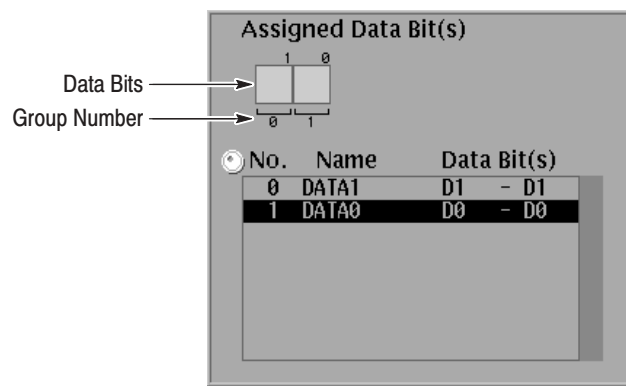 Assigned Data Bit(s)
1 0
Data Bits
Group Number
0 1
No. Name Data Bit(s)
0 DATA1 D1 - D1
1 DATA0 D0 - D0